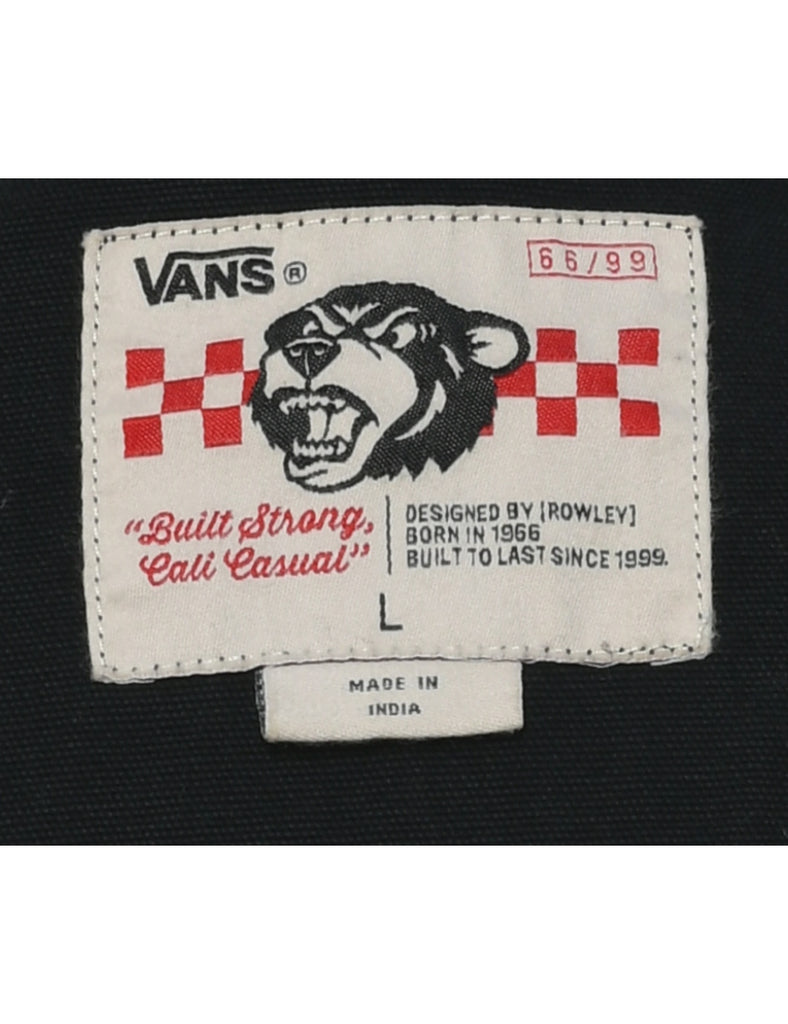 VANS®
66/99
"Built Strong,
Cali Casual"
DESIGNED BY [ROWLEY]
BORN IN 1966
BUILT TO LAST SINCE 1999.
L
MADE IN
INDIA